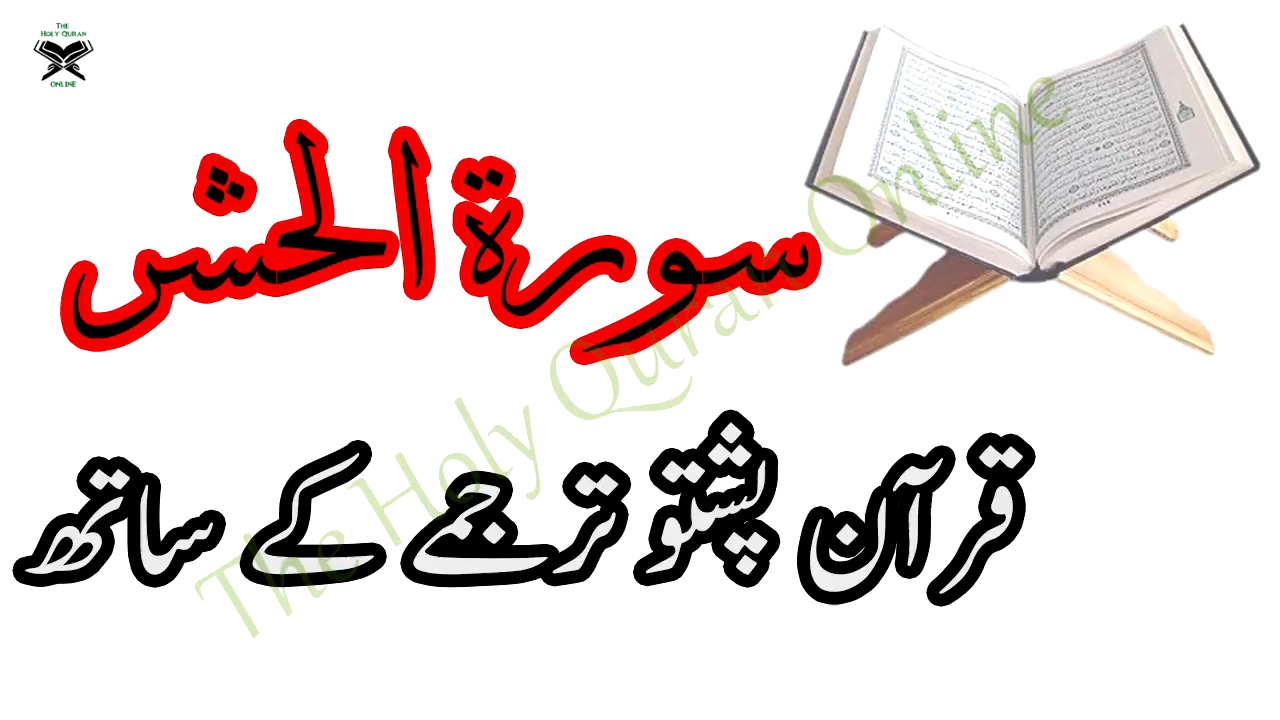 The
Holy Quran
Online
سورة الحشر
قرآن پشتو ترجمے کے ساتھ
The Holy Quran Online